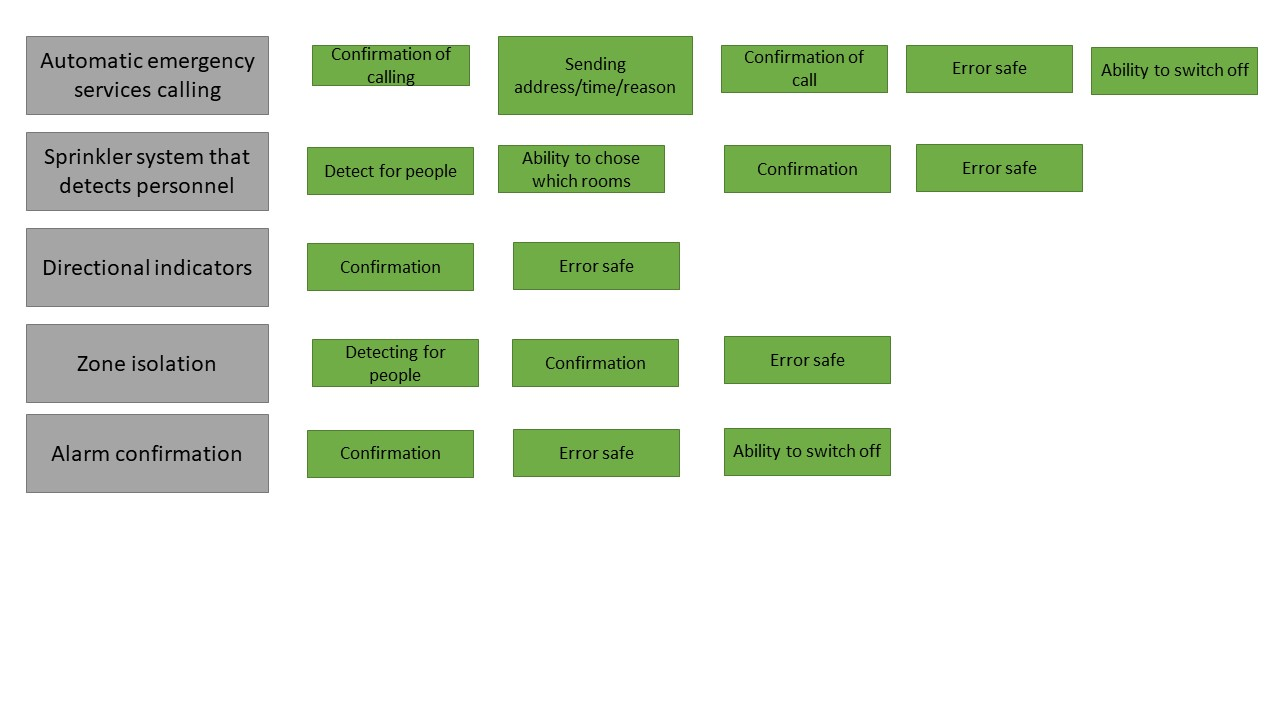 Automatic emergency
services calling
Confirmation of
calling
Sending
address/time/reason
Confirmation of
call
Error safe
Ability to switch off
Sprinkler system that
detects personnel
Detect for people
Ability to chose
which rooms
Confirmation
Error safe
Directional indicators
Confirmation
Error safe
Zone isolation
Detecting for
people
Confirmation
Error safe
Alarm confirmation
Confirmation
Error safe
Ability to switch off